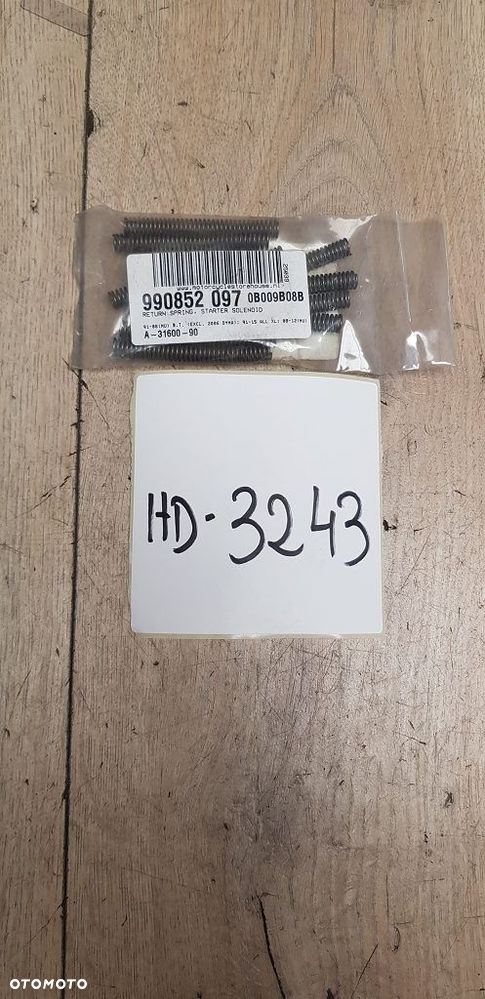 www.motorcyclestorehouse.nl
990852 097 0B009B08B
RETURN SPRING, STARTER SOLENOID
A-31600-90
HD-3243
OTOMOTO